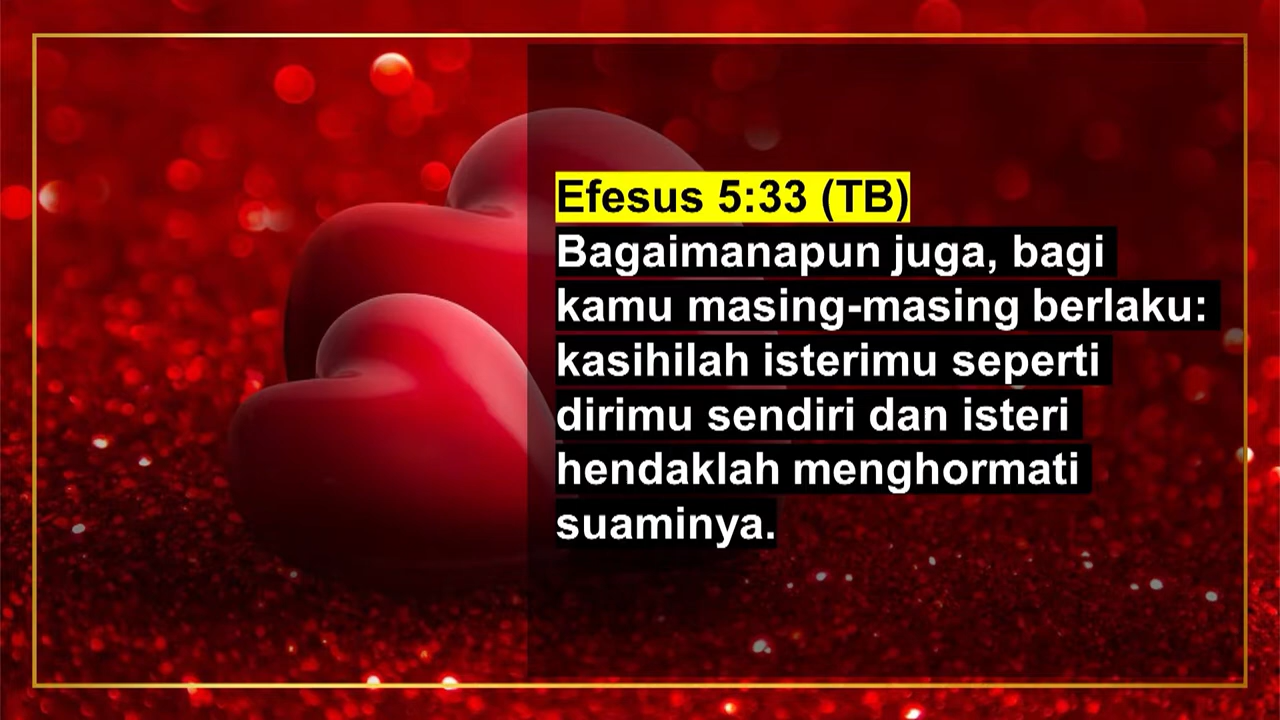 Efesus 5:33 (TB)
Bagaimanapun juga, bagi
kamu masing-masing berlaku:
kasihilah isterimu seperti
dirimu sendiri dan isteri
hendaklah menghormati
suaminya.